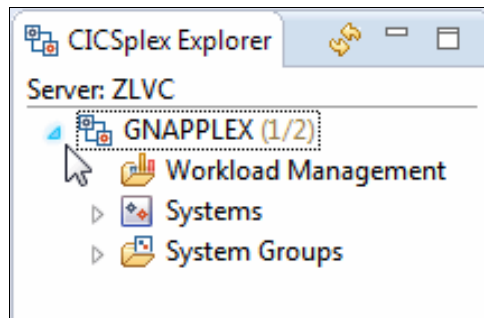 CICSplex Explorer
Server: ZLVC
GNAPPLEX (1/2)
Workload Management
Systems
System Groups